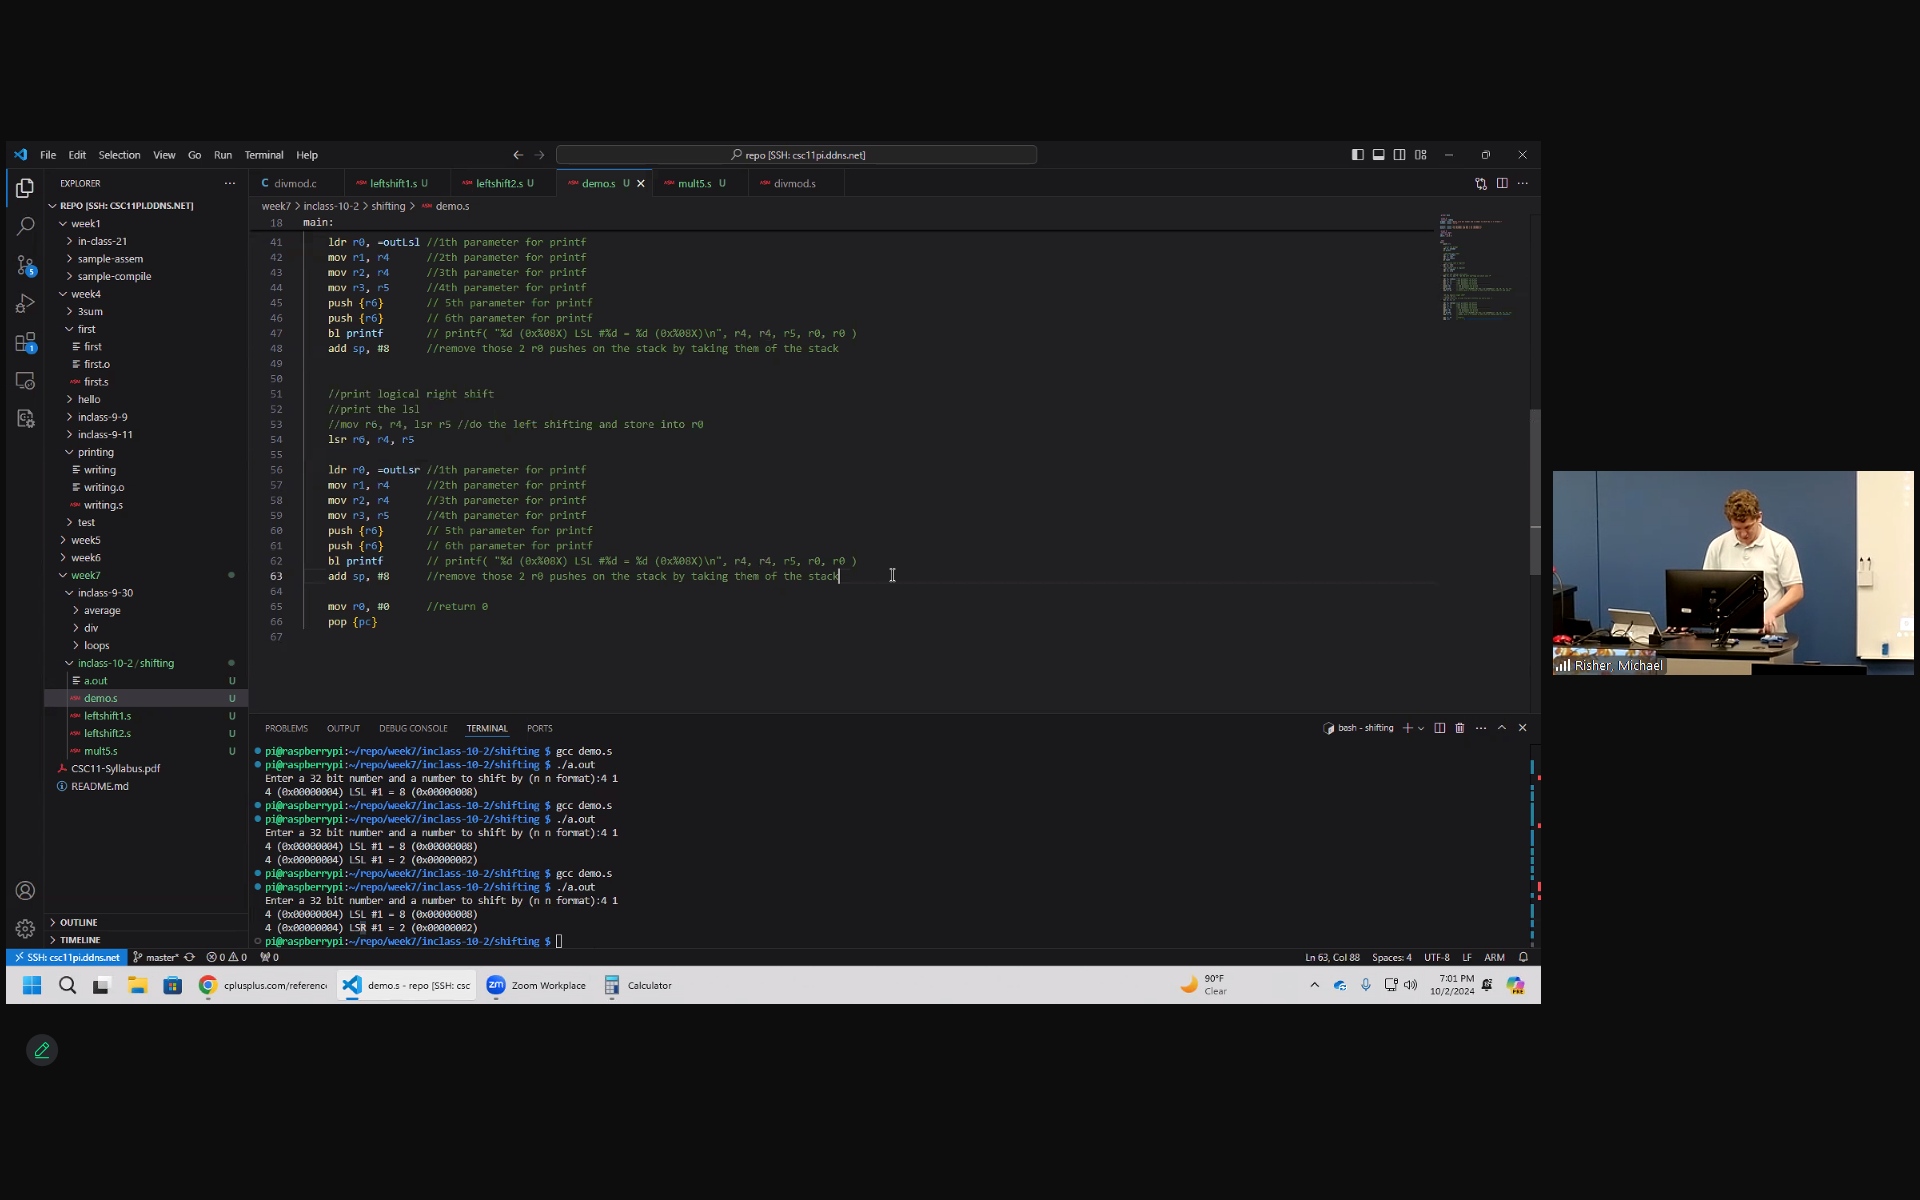 File Edit Selection View Go Run Terminal Help
repo [SSH: csc11pi.ddns.net]
EXPLORER
REPO [SSH: CSC11PI.DDNS.NET]
week1
in-class-21
sample-assem
sample-compile
week4
3sum
first
first
first.o
first.s
hello
inclass-9-9
inclass-9-11
printing
writing
writing.o
writing.s
test
week5
week6
week7
inclass-9-30
average
div
loops
inclass-10-2 / shifting
a.out U
demo.s U
leftshift1.s U
leftshift2.s U
mult5.s U
CSC11-Syllabus.pdf
README.md
OUTLINE
TIMELINE
5
1
divmod.c leftshift1.s U leftshift2.s U demo.s U mult5.s U divmod.s
week7 > inclass-10-2 > shifting > demo.s
18 main:
41 ldr r0, =outLsl //1th parameter for printf
42 mov r1, r4 //2th parameter for printf
43 mov r2, r4 //3th parameter for printf
44 mov r3, r5 //4th parameter for printf
45 push {r6} // 5th parameter for printf
46 push {r6} // 6th parameter for printf
47 bl printf // printf( "%d (0x%08X) LSL #%d = %d (0x%08X)\n", r4, r4, r5, r0, r0 )
48 add sp, #8 //remove those 2 r0 pushes on the stack by taking them of the stack
49
50
51 //print logical right shift
52 //print the lsl
53 //mov r6, r4, lsr r5 //do the left shifting and store into r0
54 lsr r6, r4, r5
55
56 ldr r0, =outLsr //1th parameter for printf
57 mov r1, r4 //2th parameter for printf
58 mov r2, r4 //3th parameter for printf
59 mov r3, r5 //4th parameter for printf
60 push {r6} // 5th parameter for printf
61 push {r6} // 6th parameter for printf
62 bl printf // printf( "%d (0x%08X) LSL #%d = %d (0x%08X)\n", r4, r4, r5, r0, r0 )
63 add sp, #8 //remove those 2 r0 pushes on the stack by taking them of the stack
64
65 mov r0, #0 //return 0
66 pop {pc}
67
PROBLEMS OUTPUT DEBUG CONSOLE TERMINAL PORTS
bash - shifting
pi@raspberrypi:~/repo/week7/inclass-10-2/shifting $ gcc demo.s
pi@raspberrypi:~/repo/week7/inclass-10-2/shifting $ ./a.out
Enter a 32 bit number and a number to shift by (n n format):4 1
4 (0x00000004) LSL #1 = 8 (0x00000008)
pi@raspberrypi:~/repo/week7/inclass-10-2/shifting $ gcc demo.s
pi@raspberrypi:~/repo/week7/inclass-10-2/shifting $ ./a.out
Enter a 32 bit number and a number to shift by (n n format):4 1
4 (0x00000004) LSL #1 = 8 (0x00000008)
4 (0x00000004) LSL #1 = 2 (0x00000002)
pi@raspberrypi:~/repo/week7/inclass-10-2/shifting $ gcc demo.s
pi@raspberrypi:~/repo/week7/inclass-10-2/shifting $ ./a.out
Enter a 32 bit number and a number to shift by (n n format):4 1
4 (0x00000004) LSL #1 = 8 (0x00000008)
4 (0x00000004) LSR #1 = 2 (0x00000002)
pi@raspberrypi:~/repo/week7/inclass-10-2/shifting $
SSH: csc11pi.ddns.net master* 0 0 0 Ln 63, Col 88 Spaces: 4 UTF-8 LF ARM
cplusplus.com/referenc demo.s - repo [SSH: csc zm Zoom Workplace Calculator
90°F
Clear
7:01 PM
10/2/2024
Risher, Michael